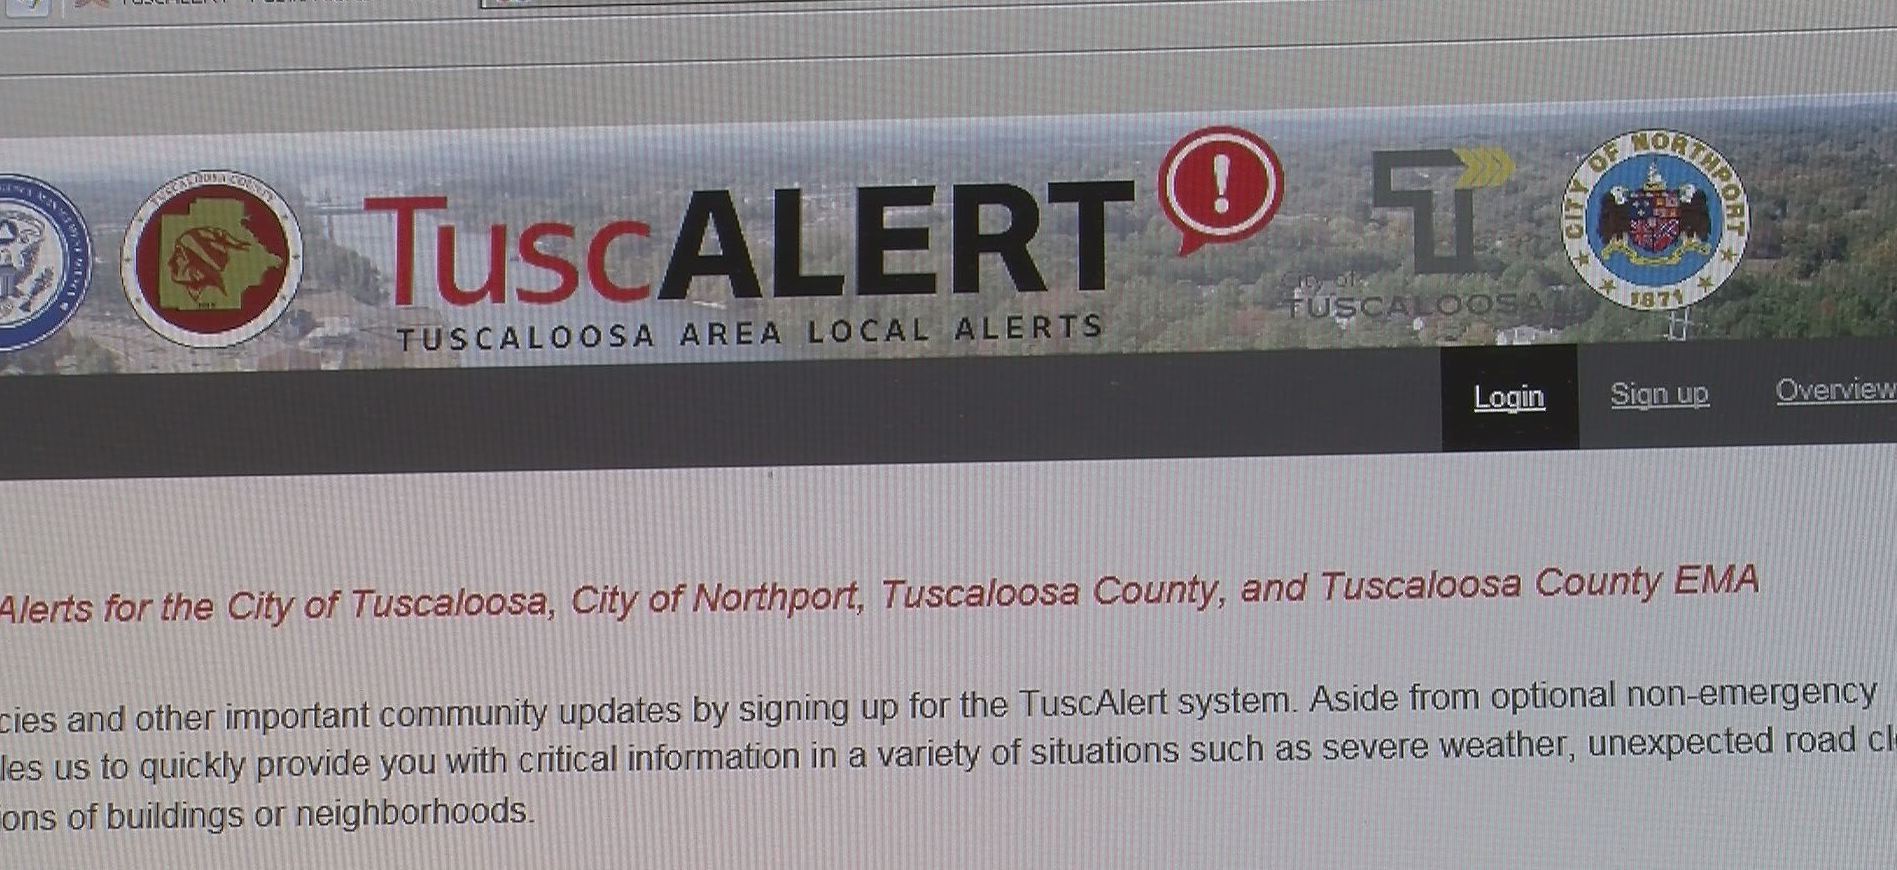 TUSCALOOSA COUNTY
TuscALERT
!
TUSCALOOSA AREA LOCAL ALERTS
City of
TUSCALOOSA
CITY OF NORTHPORT
1871
Login
Sign up
Overview
Alerts for the City of Tuscaloosa, City of Northport, Tuscaloosa County, and Tuscaloosa County EMA
cies and other important community updates by signing up for the TuscAlert system. Aside from optional non-emergency
les us to quickly provide you with critical information in a variety of situations such as severe weather, unexpected road cl
ions of buildings or neighborhoods.